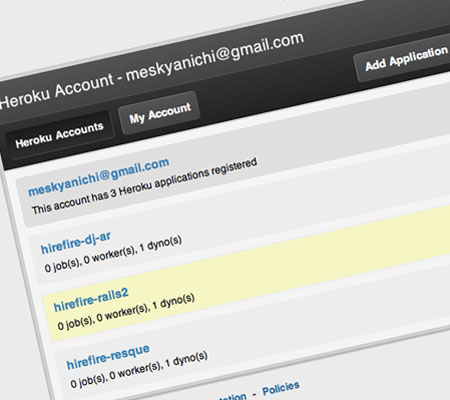 Heroku Account - meskyanichi@gmail.com
Heroku Accounts
My Account
Add Application
meskyanichi@gmail.com
This account has 3 Heroku applications registered
hirefire-dj-ar
0 job(s), 0 worker(s), 1 dyno(s)
hirefire-rails2
0 job(s), 0 worker(s), 1 dyno(s)
hirefire-resque
0 job(s), 0 worker(s), 1 dyno(s)
- Policies